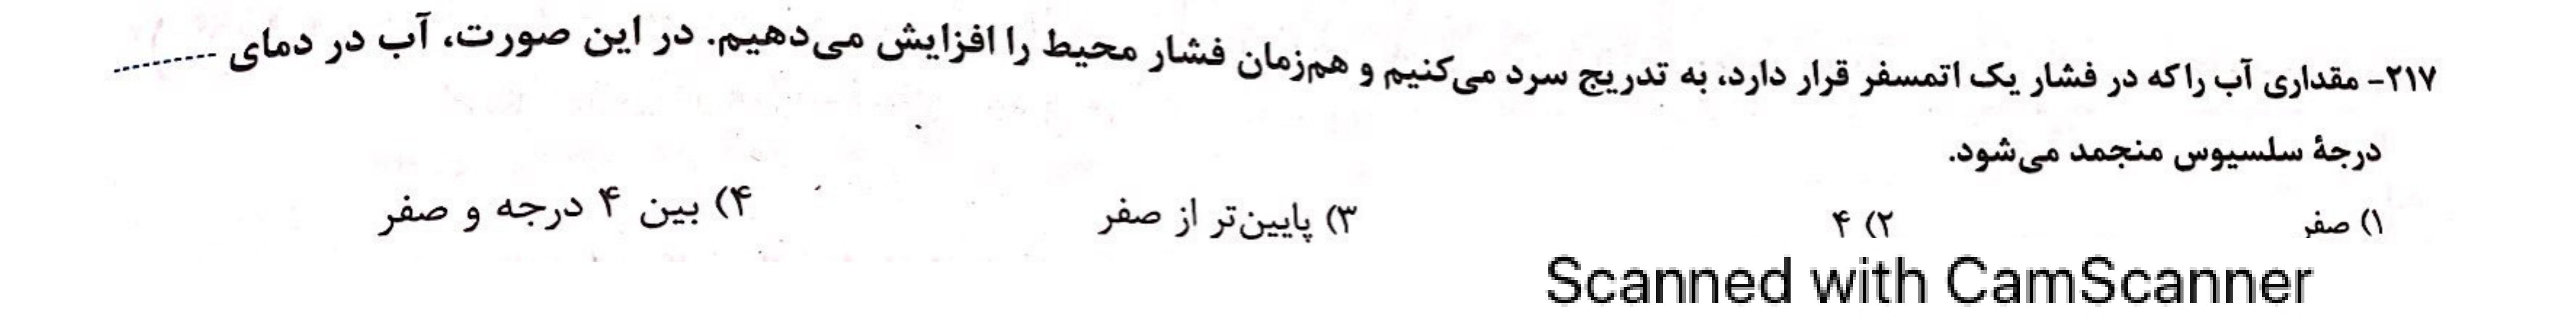 ۲۱۷- مقداری آب را که در فشار یک اتمسفر قرار دارد، به تدریج سرد می‌کنیم و هم‌زمان فشار محیط را افزایش می‌دهیم. در این صورت، آب در دمای ..........
درجهٔ سلسیوس منجمد می‌شود.
۱) صفر ۲) ۴ ۳) پایین‌تر از صفر ۴) بین ۴ درجه و صفر
Scanned with CamScanner